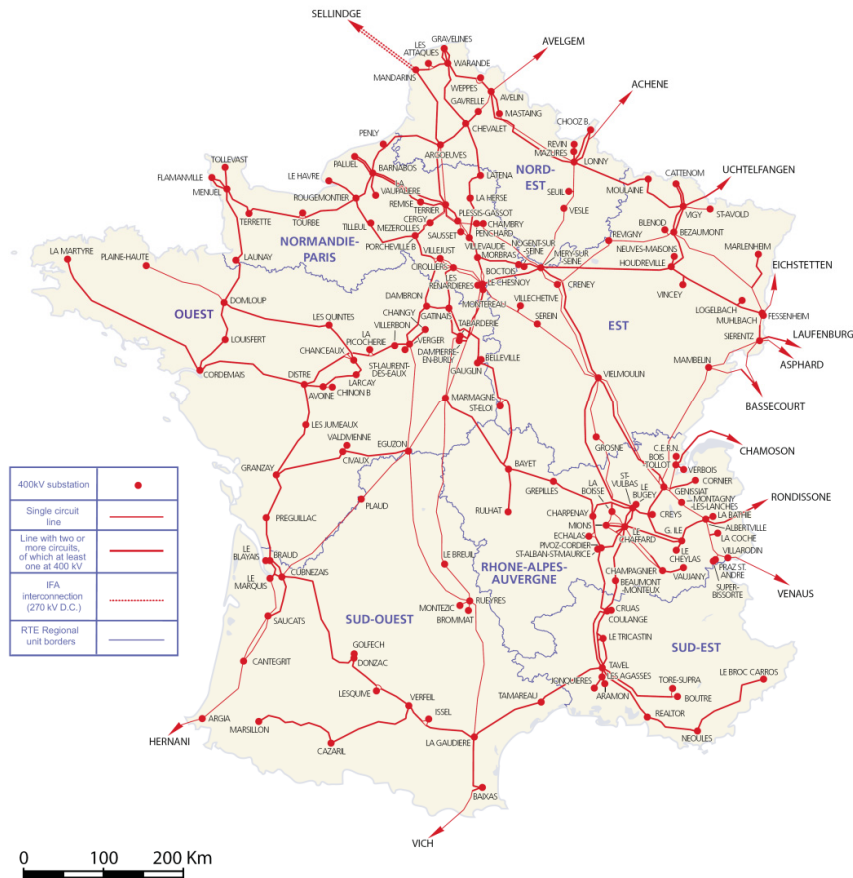 SELLINDGE
GRAVELINES
LES
ATTAQUES
WARANDE
AVELGEM
MANDARINS
WEPPES
AVELIN
GAVRELLE
MASTAING
ACHENE
CHOOZ B.
PENLY
CHEVALET
REVIN
MAZURES
LONNY
ARGOEUVES
TOLLEVAST
PALUEL
BARNABOS
NORD-
EST
LATENA
CATTENOM
UCHTELFANGEN
FLAMANVILLE
LE HAVRE
LA
VAUPALIERE
MOULAINE
MENUEL
ROUGEMONTIER
REMISE
LA HERSE
SEUIL
VIGY
ST-AVOLD
TERRETTE
TOURBE
TERRIER
PLESSIS-GASSOT
VESLE
TILLEUL
CERGY
CHAMBRY
BLENOD
BEZAUMONT
MEZEROLLES
SAUSSET
PENCHARD
REVIGNY
MARLENHEIM
NORMANDIE-
PARIS
PORCHEVILLE B
VILLEVAUDE
NOGENT-SUR
-SEINE
MERY-SUR
-SEINE
NEUVES-MAISONS
LA MARTYRE
PLAINE-HAUTE
LAUNAY
VILLEJUST
MORBRAS
HOUDREVILLE
CIROLLIERS
BOCTOIS
EICHSTETTEN
LES
RENARDIERES
LE CHESNOY
CRENEY
OUEST
DOMLOUP
DAMBRON
MONTEREAU
VILLECHETIVE
VINCEY
LOGELBACH
LES QUINTES
CHAINGY
GATINAIS
MUHLBACH
FESSENHEIM
VILLERBON
TABARDERIE
SEREIN
EST
LAUFENBURG
LOUISFERT
LA
PICOCHERIE
VERGER
SIERENTZ
CHANCEAUX
DAMPIERRE-
EN-BURLY
BELLEVILLE
ASPHARD
ST-LAURENT-
DES-EAUX
GAUGLIN
MAMBELIN
CORDEMAIS
DISTRE
LARCAY
VIELMOULIN
AVOINE
CHINON B
MARMAGNE
BASSECOURT
ST-ELOI
LES JUMEAUX
VALDIVIENNE
EGUZON
GROSNE
C.E.R.N.
BOIS
TOLLOT
CHAMOSON
CIVAUX
BAYET
ST-
VULBAS
VERBOIS
GRANZAY
LA
BOISSE
LE
BUGEY
CORNIER
400kV substation
GREPILLES
GENISSIAT
MONTAGNY
-LES-LANCHES
RONDISSONE
PLAUD
Single circuit
line
RULHAT
CHARPENAY
CREYS
LA BATHIE
PREGUILLAC
MIONS
G. ILE
ALBERTVILLE
Line with two or
more circuits,
of which at least
one at 400 kV
ECHALAS
LE
CHAFFARD
LA COCHE
PIVOZ-CORDIER
LE
CHEYLAS
VILLARODIN
LE
BLAYAIS
BRAUD
LE BREUIL
ST-ALBAN-ST-MAURICE
RHONE-ALPES-
AUVERGNE
CHAMPAGNIER
VAUJANY
PRAZ ST.
ANDRE
CUBNEZAIS
BEAUMONT
-MONTEUX
SUPER-
BISSORTE
VENAUS
IFA
interconnection
(270 kV D.C.)
LE
MARQUIS
RUEYRES
MONTEZIC
CRUAS
SAUCATS
SUD-OUEST
BROMMAT
COULANGE
RTE Regional
unit borders
GOLFECH
LE TRICASTIN
SUD-EST
CANTEGRIT
DONZAC
TAVEL
LE BROC CARROS
LESQUIVE
JONQUIERES
LES AGASSES
TORE-SUPRA
VERFEIL
TAMAREAU
ARAMON
BOUTRE
ARGIA
ISSEL
REALTOR
MARSILLON
HERNANI
CAZARIL
LA GAUDIERE
NEOULES
BAIXAS
VICH
0 100 200 Km